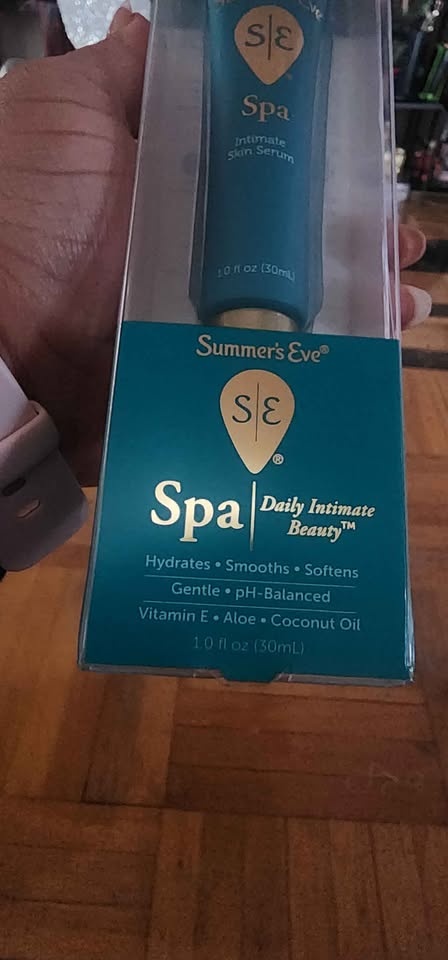 S|E
Spa
Intimate
Skin Serum
1.0 fl oz (30mL)
Summer's Eve®
S|E®
Spa | Daily Intimate
Beauty™
Hydrates • Smooths • Softens
Gentle • pH-Balanced
Vitamin E • Aloe • Coconut Oil
1.0 fl oz (30mL)